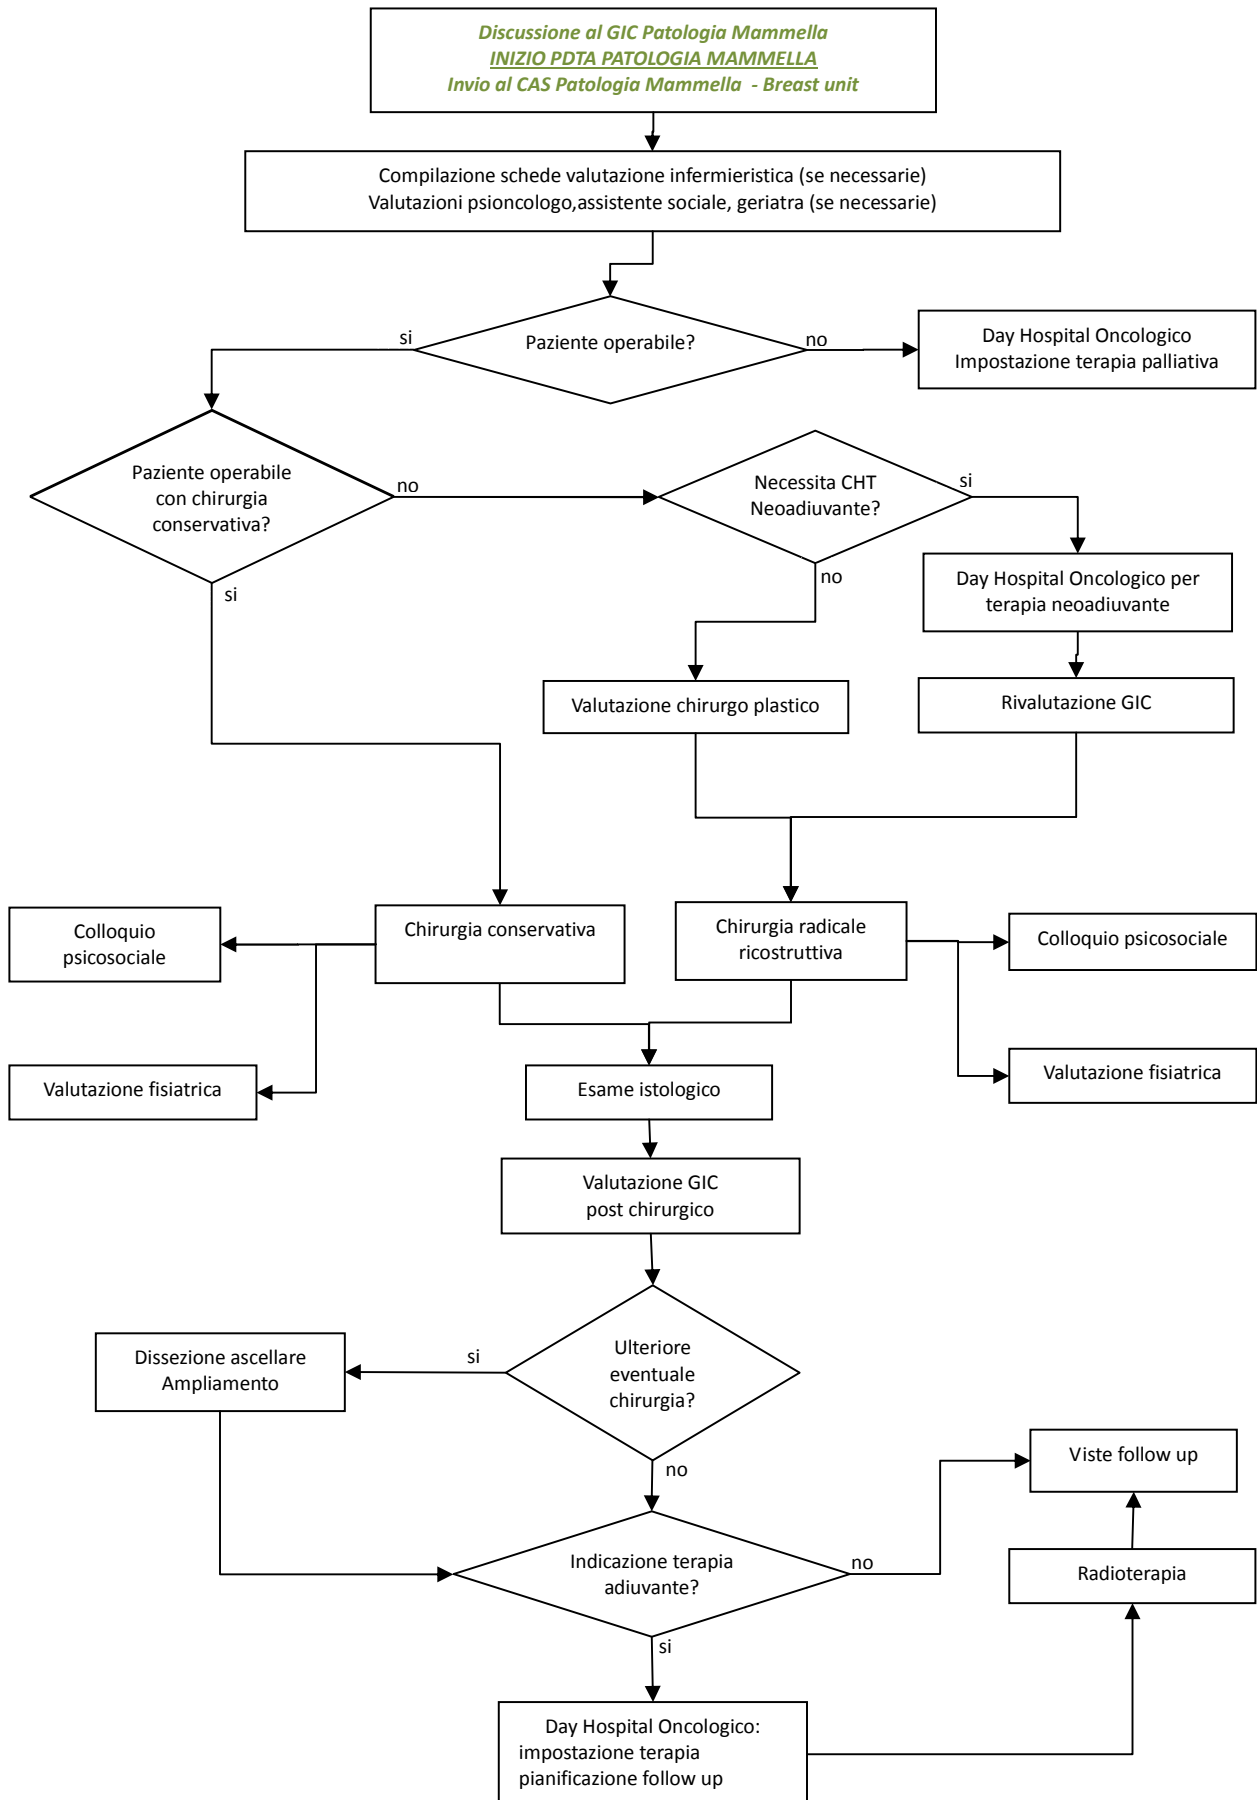 Discussione al GIC Patologia Mammella
INIZIO PDTA PATOLOGIA MAMMELLA
Invio al CAS Patologia Mammella - Breast unit
Compilazione schede valutazione infermieristica (se necessarie)
Valutazioni psioncologo,assistente sociale, geriatra (se necessarie)
Paziente operabile?
si
no
Day Hospital Oncologico
Impostazione terapia palliativa
Paziente operabile
con chirurgia
conservativa?
no
si
Necessita CHT
Neoadiuvante?
si
no
Day Hospital Oncologico per
terapia neoadiuvante
Valutazione chirurgo plastico
Rivalutazione GIC
Colloquio
psicosociale
Chirurgia conservativa
Chirurgia radicale
ricostruttiva
Colloquio psicosociale
Valutazione fisiatrica
Esame istologico
Valutazione fisiatrica
Valutazione GIC
post chirurgico
Dissezione ascellare
Ampliamento
si
Ulteriore
eventuale
chirurgia?
no
Viste follow up
Indicazione terapia
adiuvante?
no
si
Radioterapia
Day Hospital Oncologico:
impostazione terapia
pianificazione follow up